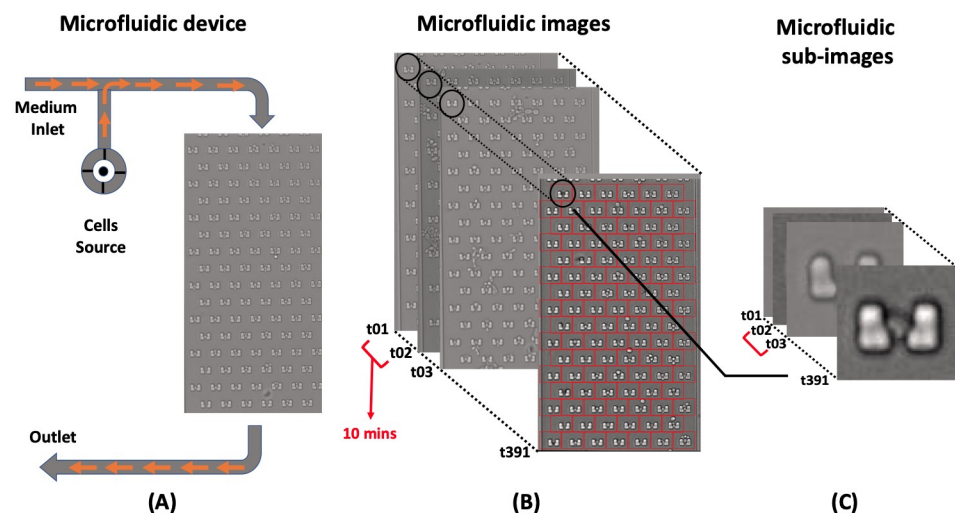 Microfluidic device
Medium
Inlet
Cells
Source
Outlet
(A)
Microfluidic images
t01
t02
t03
10 mins
t391
(B)
Microfluidic
sub-images
t01
t02
t03
t391
(C)